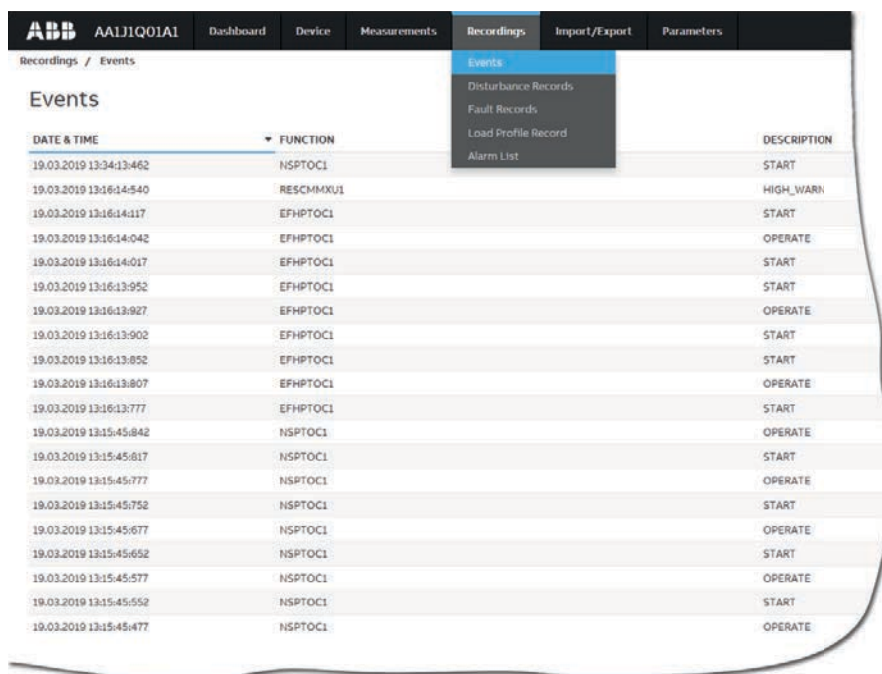 ABB AA1J1Q01A1 Dashboard Device Measurements Recordings Import/Export Parameters
Recordings / Events
Events
Disturbance Records
Fault Records
Load Profile Record
Alarm List
Events
DATE & TIME FUNCTION DESCRIPTION
19.03.2019 13:34:13:462 NSPTOC1 START
19.03.2019 13:16:14:540 RESCMMXU1 HIGH_WARN
19.03.2019 13:16:14:117 EFHPTOC1 START
19.03.2019 13:16:14:042 EFHPTOC1 OPERATE
19.03.2019 13:16:14:017 EFHPTOC1 START
19.03.2019 13:16:13:952 EFHPTOC1 START
19.03.2019 13:16:13:927 EFHPTOC1 OPERATE
19.03.2019 13:16:13:902 EFHPTOC1 START
19.03.2019 13:16:13:852 EFHPTOC1 START
19.03.2019 13:16:13:807 EFHPTOC1 OPERATE
19.03.2019 13:16:13:777 EFHPTOC1 START
19.03.2019 13:15:45:842 NSPTOC1 OPERATE
19.03.2019 13:15:45:817 NSPTOC1 START
19.03.2019 13:15:45:777 NSPTOC1 OPERATE
19.03.2019 13:15:45:752 NSPTOC1 START
19.03.2019 13:15:45:677 NSPTOC1 OPERATE
19.03.2019 13:15:45:652 NSPTOC1 START
19.03.2019 13:15:45:577 NSPTOC1 OPERATE
19.03.2019 13:15:45:552 NSPTOC1 START
19.03.2019 13:15:45:477 NSPTOC1 OPERATE